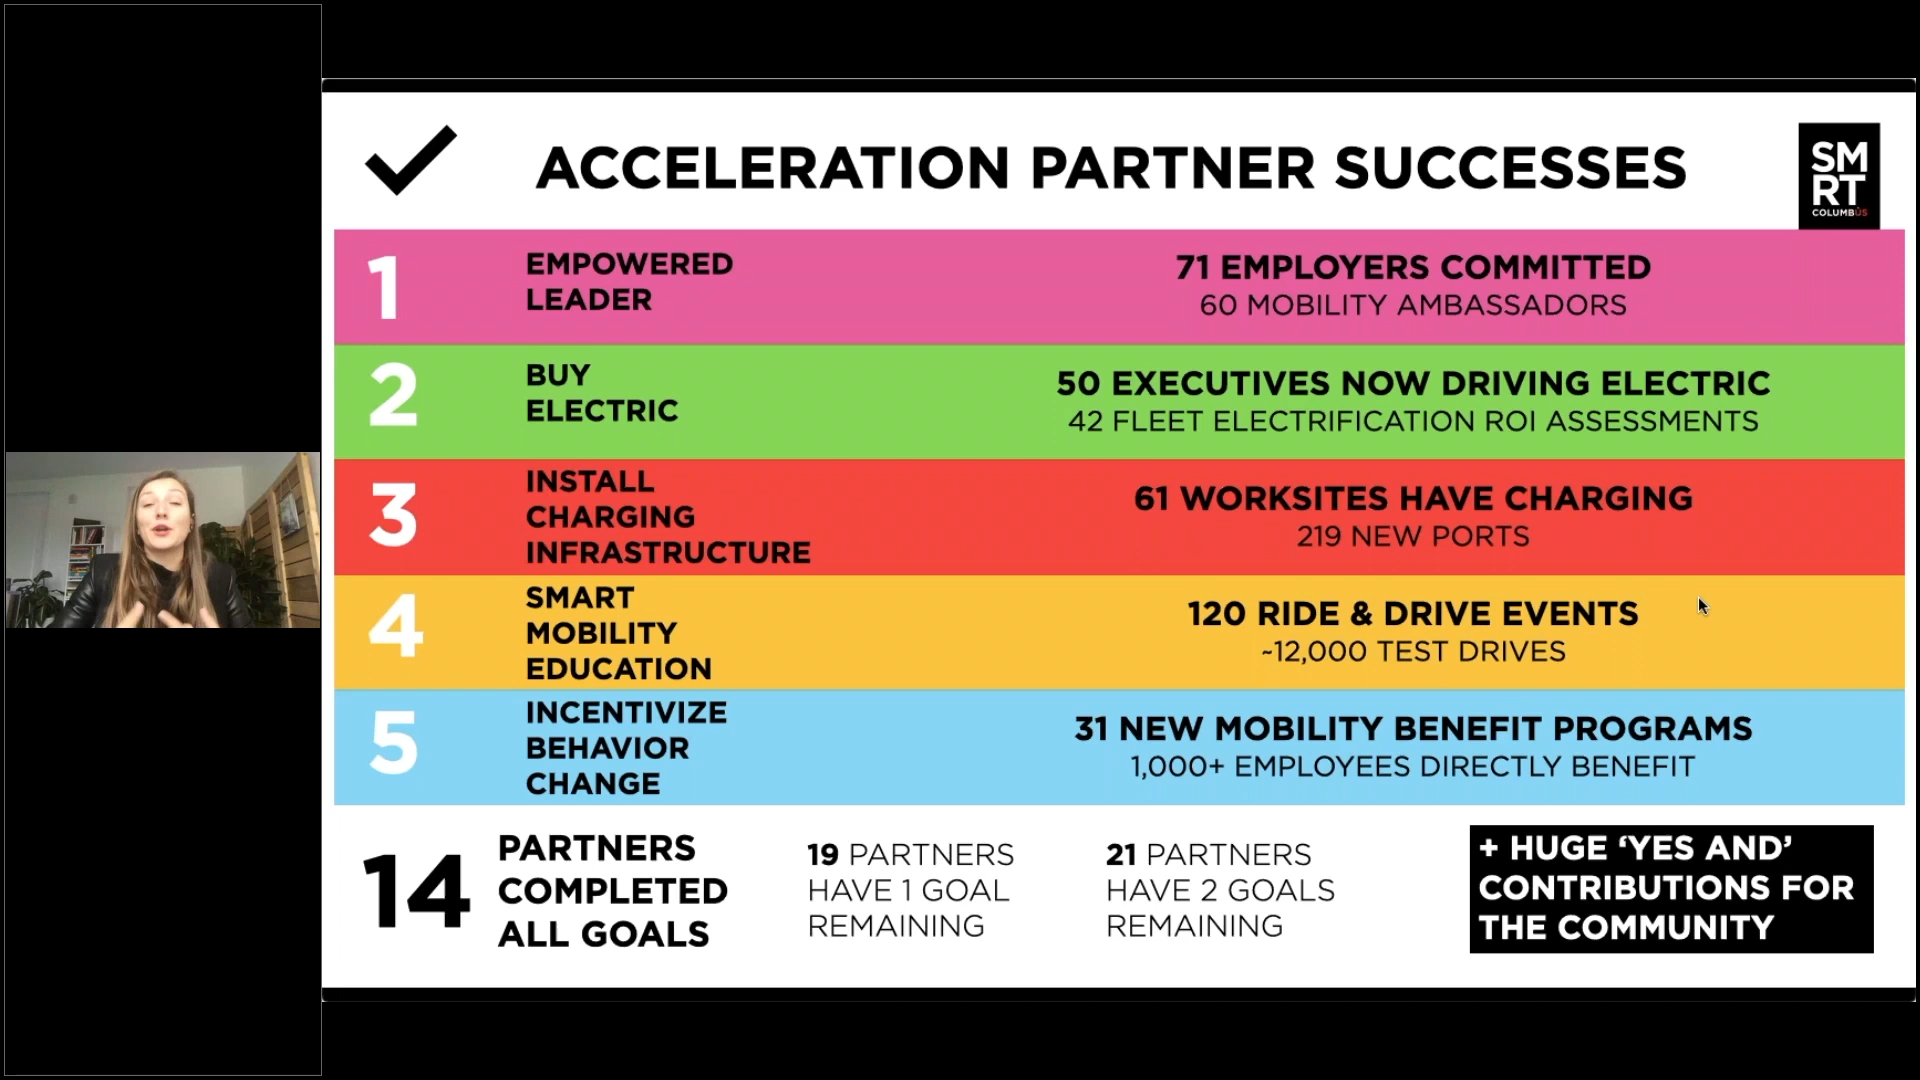 ACCELERATION PARTNER SUCCESSES
SM
RT
COLUMBUS
1
EMPOWERED
LEADER
71 EMPLOYERS COMMITTED
60 MOBILITY AMBASSADORS
2
BUY
ELECTRIC
50 EXECUTIVES NOW DRIVING ELECTRIC
42 FLEET ELECTRIFICATION ROI ASSESSMENTS
3
INSTALL
CHARGING
INFRASTRUCTURE
61 WORKSITES HAVE CHARGING
219 NEW PORTS
4
SMART
MOBILITY
EDUCATION
120 RIDE & DRIVE EVENTS
~12,000 TEST DRIVES
5
INCENTIVIZE
BEHAVIOR
CHANGE
31 NEW MOBILITY BENEFIT PROGRAMS
1,000+ EMPLOYEES DIRECTLY BENEFIT
14
PARTNERS
COMPLETED
ALL GOALS
19 PARTNERS
HAVE 1 GOAL
REMAINING
21 PARTNERS
HAVE 2 GOALS
REMAINING
+ HUGE ‘YES AND’
CONTRIBUTIONS FOR
THE COMMUNITY